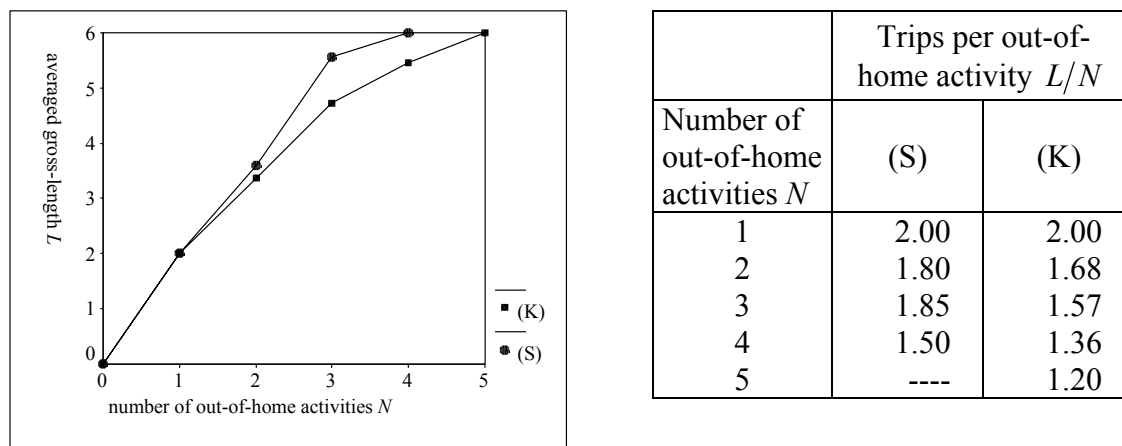 6
5
4
3
2
1
0
averaged gross-length L
0 1 2 3 4 5
number of out-of-home activities N
(K)
(S)
Trips per out-of-
home activity L/N
Number of
out-of-home
activities N
(S) (K)
1 2.00 2.00
2 1.80 1.68
3 1.85 1.57
4 1.50 1.36
5 ---- 1.20